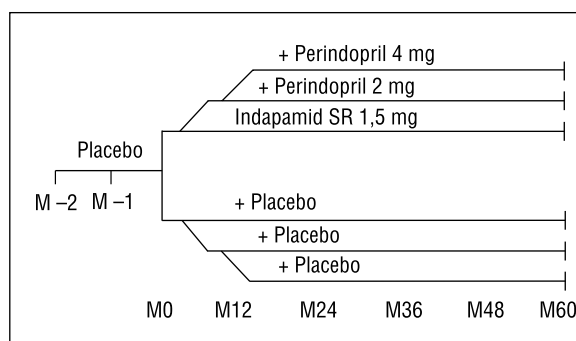 + Perindopril 4 mg
+ Perindopril 2 mg
Indapamid SR 1,5 mg
Placebo
M –2 M –1
+ Placebo
+ Placebo
+ Placebo
M0 M12 M24 M36 M48 M60